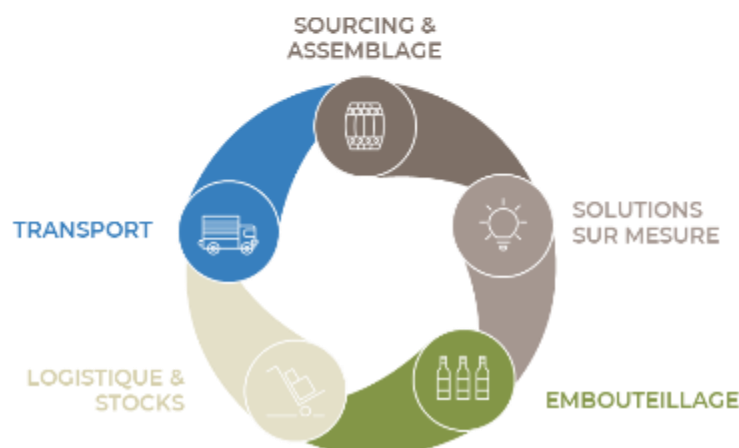 SOURCING &
ASSEMBLAGE
SOLUTIONS
SUR MESURE
EMBOUTEILLAGE
LOGISTIQUE &
STOCKS
TRANSPORT